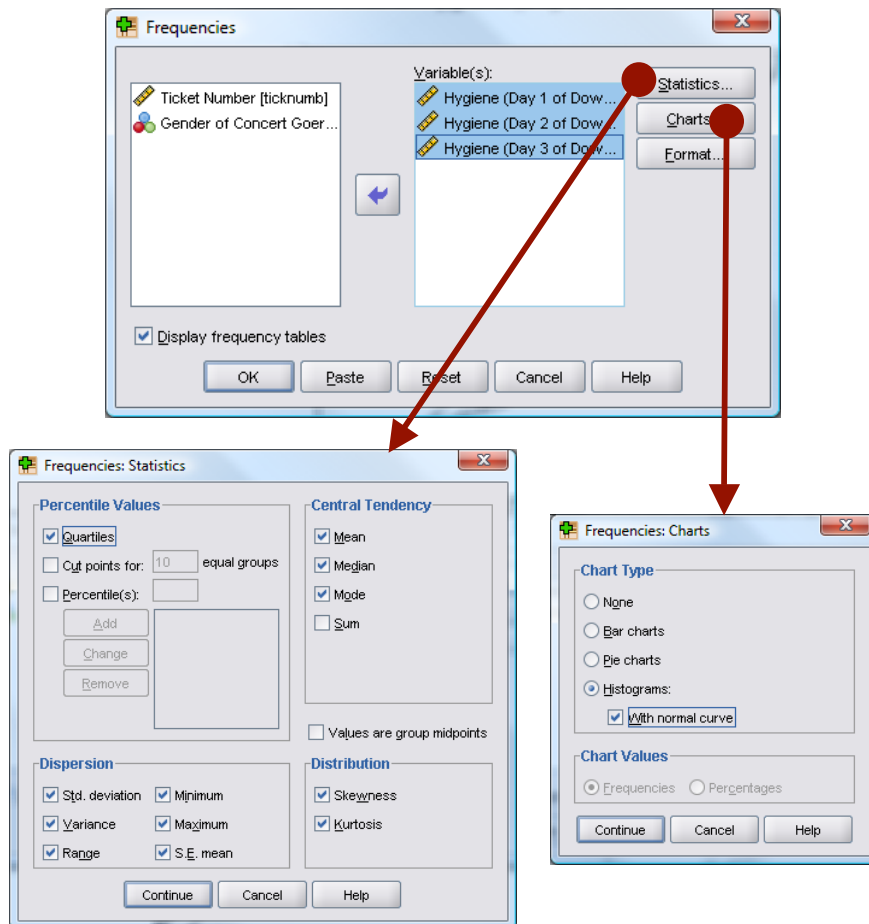 Frequencies
Variable(s):
Ticket Number [ticknumb]
Gender of Concert Goer...
Hygiene (Day 1 of Dow...
Hygiene (Day 2 of Dow...
Hygiene (Day 3 of Dow...
Statistics...
Charts
Format...
Display frequency tables
OK Paste Reset Cancel Help
Frequencies: Statistics
Percentile Values
Quartiles
Cut points for: 10 equal groups
Percentile(s):
Add
Change
Remove
Central Tendency
Mean
Median
Mode
Sum
Values are group midpoints
Dispersion
Std. deviation Minimum
Variance Maximum
Range S.E. mean
Distribution
Skewness
Kurtosis
Continue Cancel Help
Frequencies: Charts
Chart Type
None
Bar charts
Pie charts
Histograms:
With normal curve
Chart Values
Frequencies Percentages
Continue Cancel Help